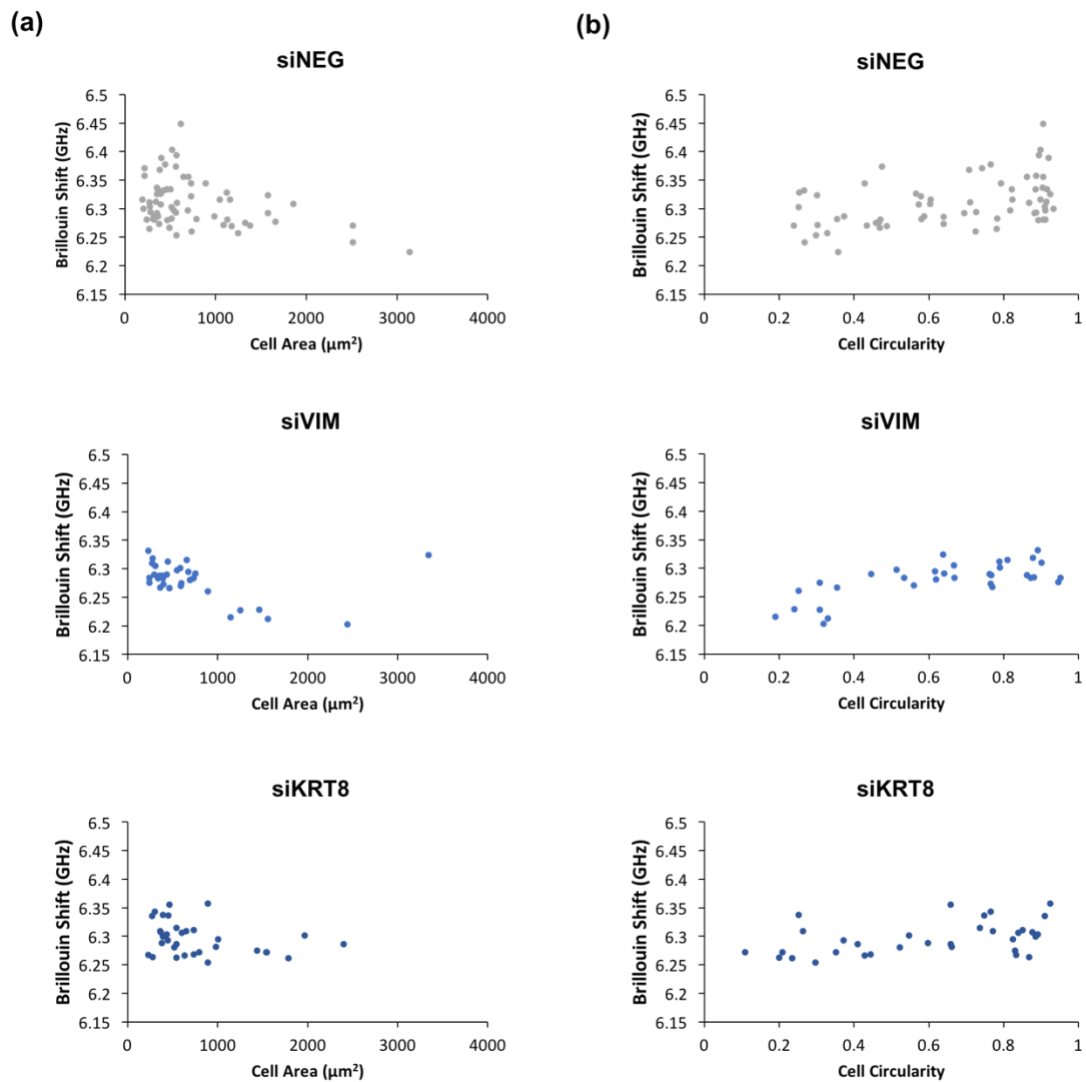 (a)
(b)
siNEG
6.5
6.45
6.4
6.35
6.3
6.25
6.2
6.15
Brillouin Shift (GHz)
0 1000 2000 3000 4000
Cell Area (µm²)
siNEG
6.5
6.45
6.4
6.35
6.3
6.25
6.2
6.15
Brillouin Shift (GHz)
0 0.2 0.4 0.6 0.8 1
Cell Circularity
siVIM
6.5
6.45
6.4
6.35
6.3
6.25
6.2
6.15
Brillouin Shift (GHz)
0 1000 2000 3000 4000
Cell Area (µm²)
siVIM
6.5
6.45
6.4
6.35
6.3
6.25
6.2
6.15
Brillouin Shift (GHz)
0 0.2 0.4 0.6 0.8 1
Cell Circularity
siKRT8
6.5
6.45
6.4
6.35
6.3
6.25
6.2
6.15
Brillouin Shift (GHz)
0 1000 2000 3000 4000
Cell Area (µm²)
siKRT8
6.5
6.45
6.4
6.35
6.3
6.25
6.2
6.15
Brillouin Shift (GHz)
0 0.2 0.4 0.6 0.8 1
Cell Circularity